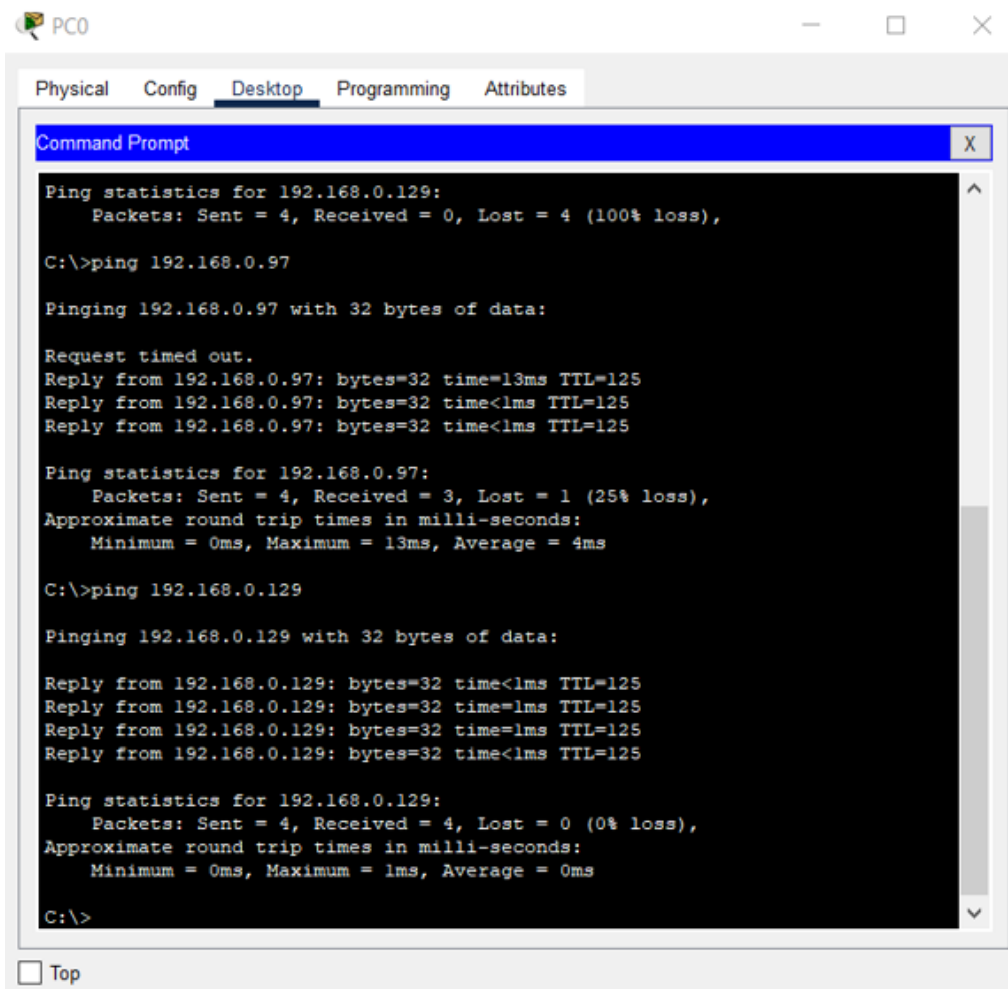 PC0
Physical Config Desktop Programming Attributes
Command Prompt X
Ping statistics for 192.168.0.129:
Packets: Sent = 4, Received = 0, Lost = 4 (100% loss),
C:\>ping 192.168.0.97
Pinging 192.168.0.97 with 32 bytes of data:
Request timed out.
Reply from 192.168.0.97: bytes=32 time=13ms TTL=125
Reply from 192.168.0.97: bytes=32 time<1ms TTL=125
Reply from 192.168.0.97: bytes=32 time<1ms TTL=125
Ping statistics for 192.168.0.97:
Packets: Sent = 4, Received = 3, Lost = 1 (25% loss),
Approximate round trip times in milli-seconds:
Minimum = 0ms, Maximum = 13ms, Average = 4ms
C:\>ping 192.168.0.129
Pinging 192.168.0.129 with 32 bytes of data:
Reply from 192.168.0.129: bytes=32 time<1ms TTL=125
Reply from 192.168.0.129: bytes=32 time=1ms TTL=125
Reply from 192.168.0.129: bytes=32 time=1ms TTL=125
Reply from 192.168.0.129: bytes=32 time<1ms TTL=125
Ping statistics for 192.168.0.129:
Packets: Sent = 4, Received = 4, Lost = 0 (0% loss),
Approximate round trip times in milli-seconds:
Minimum = 0ms, Maximum = 1ms, Average = 0ms
C:\>
Top